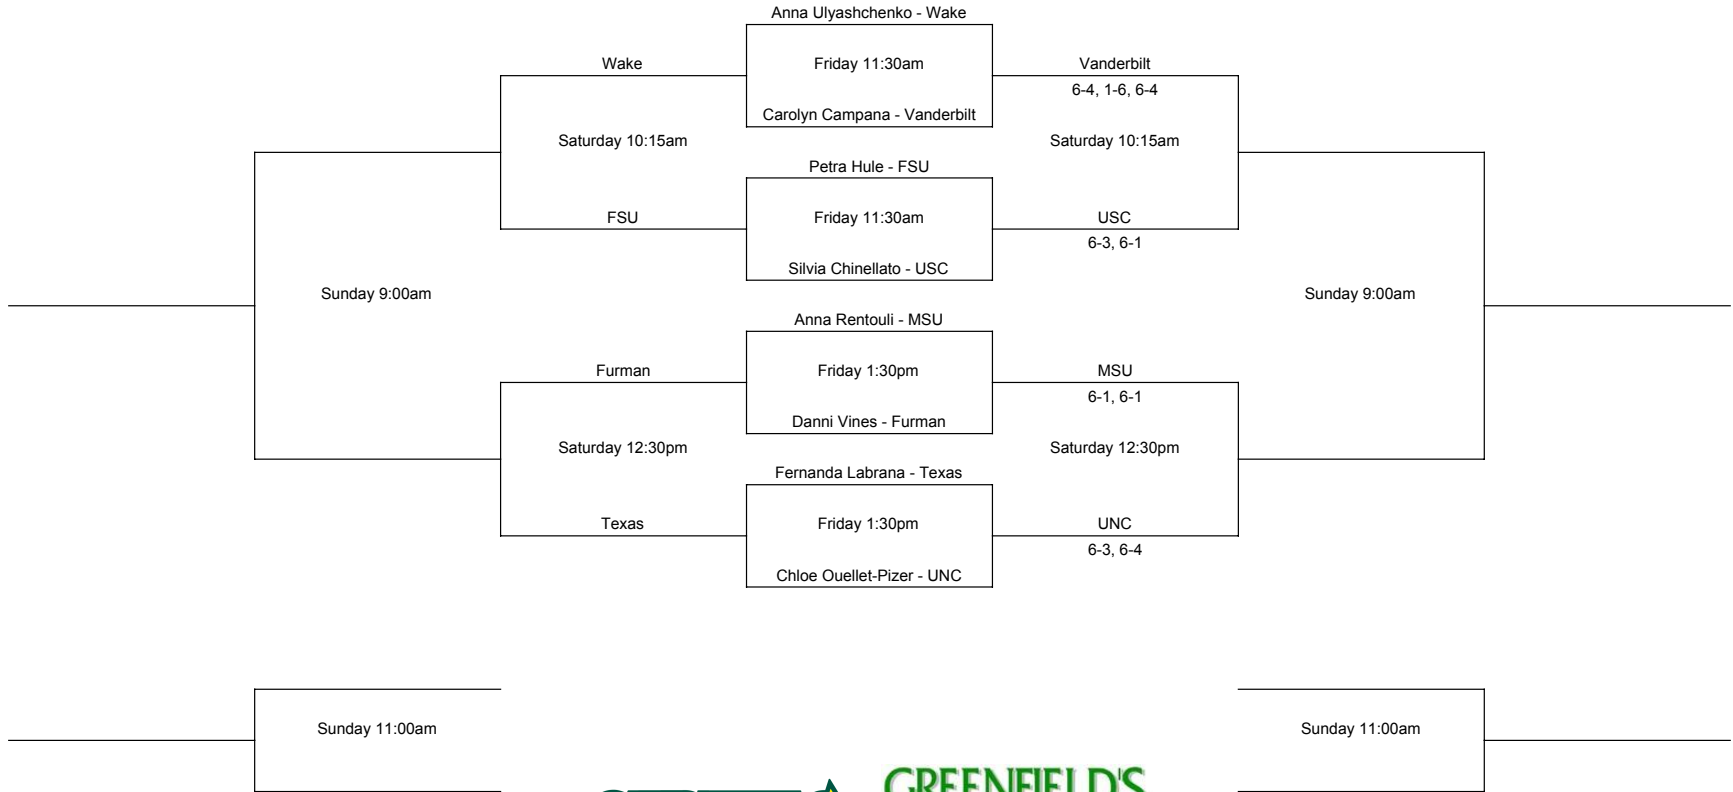 Anna Ulyashchenko - Wake
Wake
Friday 11:30am
Vanderbilt
6-4, 1-6, 6-4
Carolyn Campana - Vanderbilt
Saturday 10:15am
Saturday 10:15am
Petra Hule - FSU
FSU
Friday 11:30am
USC
6-3, 6-1
Silvia Chinellato - USC
Sunday 9:00am
Sunday 9:00am
Anna Rentouli - MSU
Furman
Friday 1:30pm
MSU
6-1, 6-1
Danni Vines - Furman
Saturday 12:30pm
Saturday 12:30pm
Fernanda Labrana - Texas
Texas
Friday 1:30pm
UNC
6-3, 6-4
Chloe Ouellet-Pizer - UNC
Sunday 11:00am
Sunday 11:00am
GREENFIELD'S